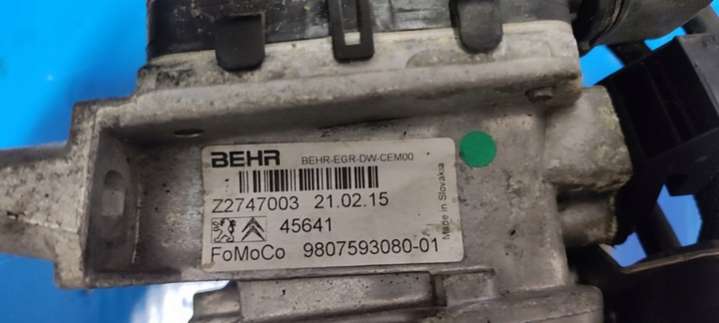 BEHR BEHR-EGR-DW-CEM00
Z2747003 21.02.15
45641
FoMoCo 9807593080-01
Made in Slovakia